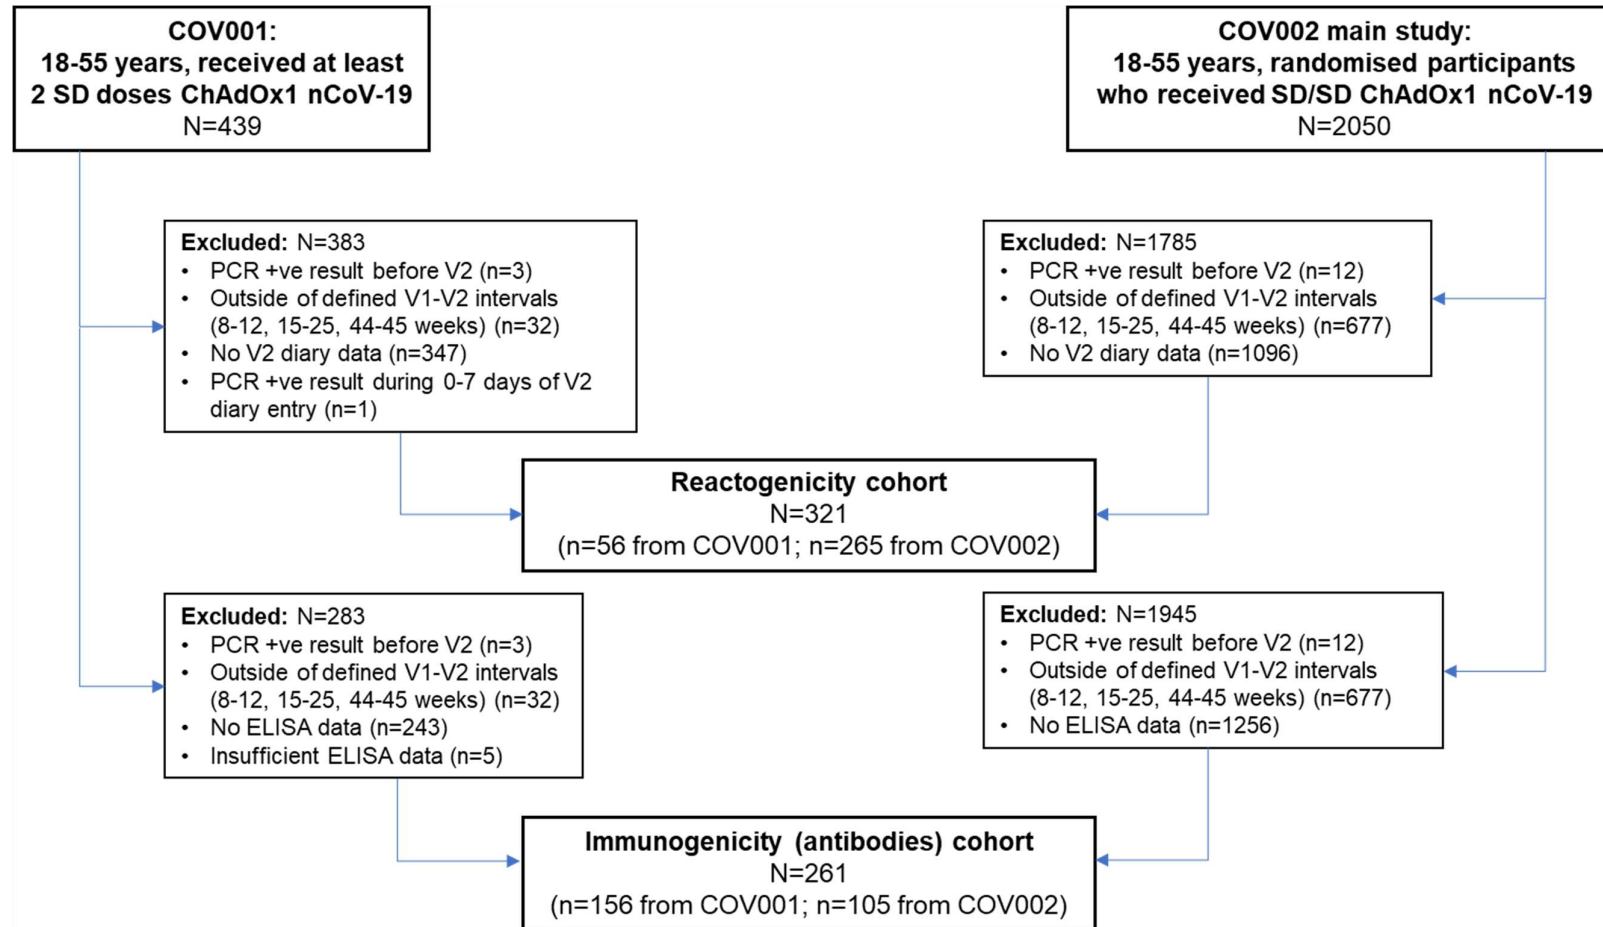 COV001:
18-55 years, received at least
2 SD doses ChAdOx1 nCoV-19
N=439
COV002 main study:
18-55 years, randomised participants
who received SD/SD ChAdOx1 nCoV-19
N=2050
Excluded: N=383
• PCR +ve result before V2 (n=3)
• Outside of defined V1-V2 intervals
(8-12, 15-25, 44-45 weeks) (n=32)
• No V2 diary data (n=347)
• PCR +ve result during 0-7 days of V2
diary entry (n=1)
Excluded: N=1785
• PCR +ve result before V2 (n=12)
• Outside of defined V1-V2 intervals
(8-12, 15-25, 44-45 weeks) (n=677)
• No V2 diary data (n=1096)
Reactogenicity cohort
N=321
(n=56 from COV001; n=265 from COV002)
Excluded: N=283
• PCR +ve result before V2 (n=3)
• Outside of defined V1-V2 intervals
(8-12, 15-25, 44-45 weeks) (n=32)
• No ELISA data (n=243)
• Insufficient ELISA data (n=5)
Excluded: N=1945
• PCR +ve result before V2 (n=12)
• Outside of defined V1-V2 intervals
(8-12, 15-25, 44-45 weeks) (n=677)
• No ELISA data (n=1256)
Immunogenicity (antibodies) cohort
N=261
(n=156 from COV001; n=105 from COV002)